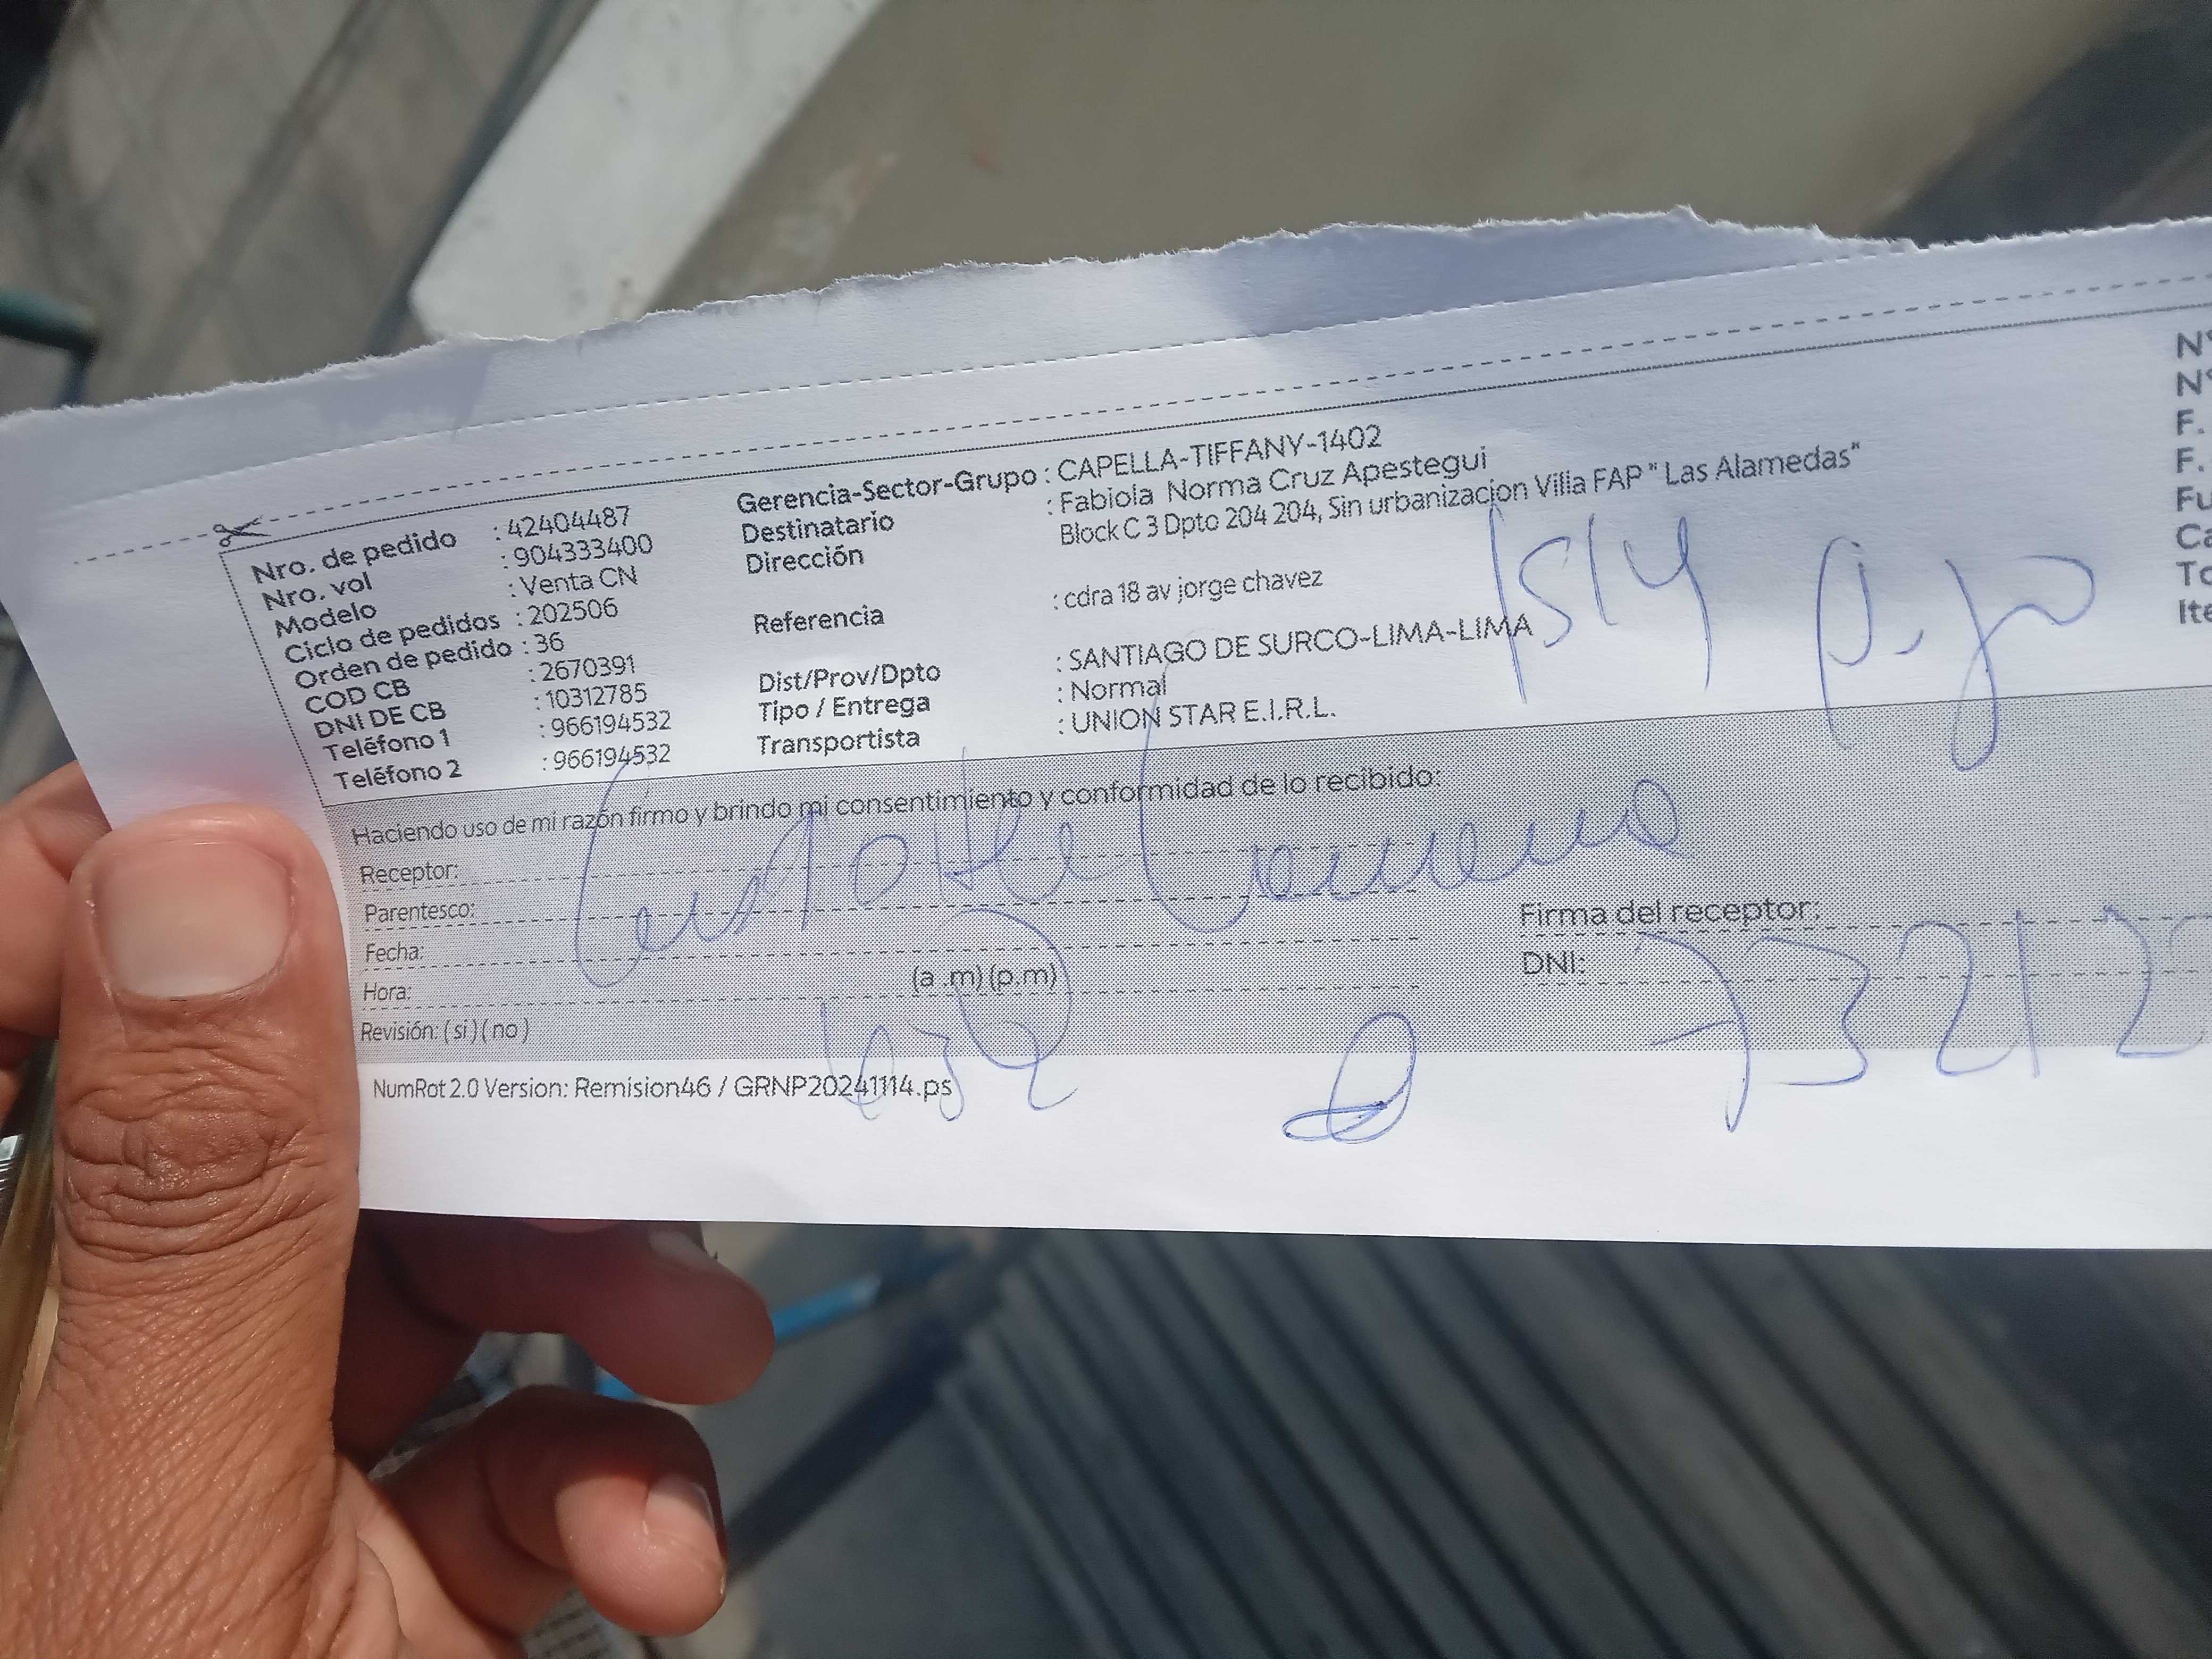 Nro. de pedido : 42404487
Nro. vol : 904333400
Modelo : Venta CN
Ciclo de pedidos : 202506
Orden de pedido : 36
COD CB : 2670391
DNI DE CB : 10312785
Teléfono 1 : 966194532
Teléfono 2 : 966194532
Gerencia-Sector-Grupo : CAPELLA-TIFFANY-1402
Destinatario : Fabiola Norma Cruz Apestegui
Dirección Block C 3 Dpto 204 204, Sin urbanizacion Villa FAP " Las Alamedas"
Referencia : cdra 18 av jorge chavez
Dist/Prov/Dpto : SANTIAGO DE SURCO-LIMA-LIMA
Tipo / Entrega : Normal
Transportista : UNION STAR E.I.R.L.
N°
N°
F.
F.
Fu
Ca
To
Ite
Haciendo uso de mi razón firmo y brindo mi consentimiento y conformidad de lo recibido:
Receptor:
Parentesco:
Fecha:
Hora: (a .m) (p.m)
Revisión: ( si ) ( no )
Firma del receptor:
DNI: 73212
NumRot 2.0 Version: Remision46 / GRNP20241114.ps